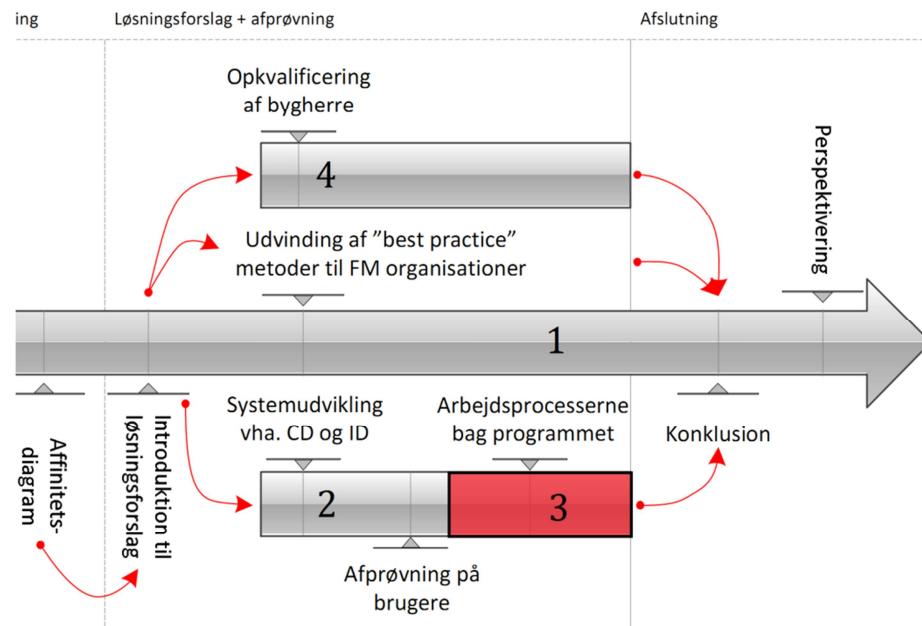 ing
Løsningsforslag + afprøvning
Afslutning
Opkvalificering
af bygherre
4
Udvinding af ”best practice”
metoder til FM organisationer
Perspektivering
1
Affinitets-
diagram
Introduktion til
løsningsforslag
Systemudvikling
vha. CD og ID
Arbejdsprocesserne
bag programmet
Konklusion
2
3
Afprøvning på
brugere